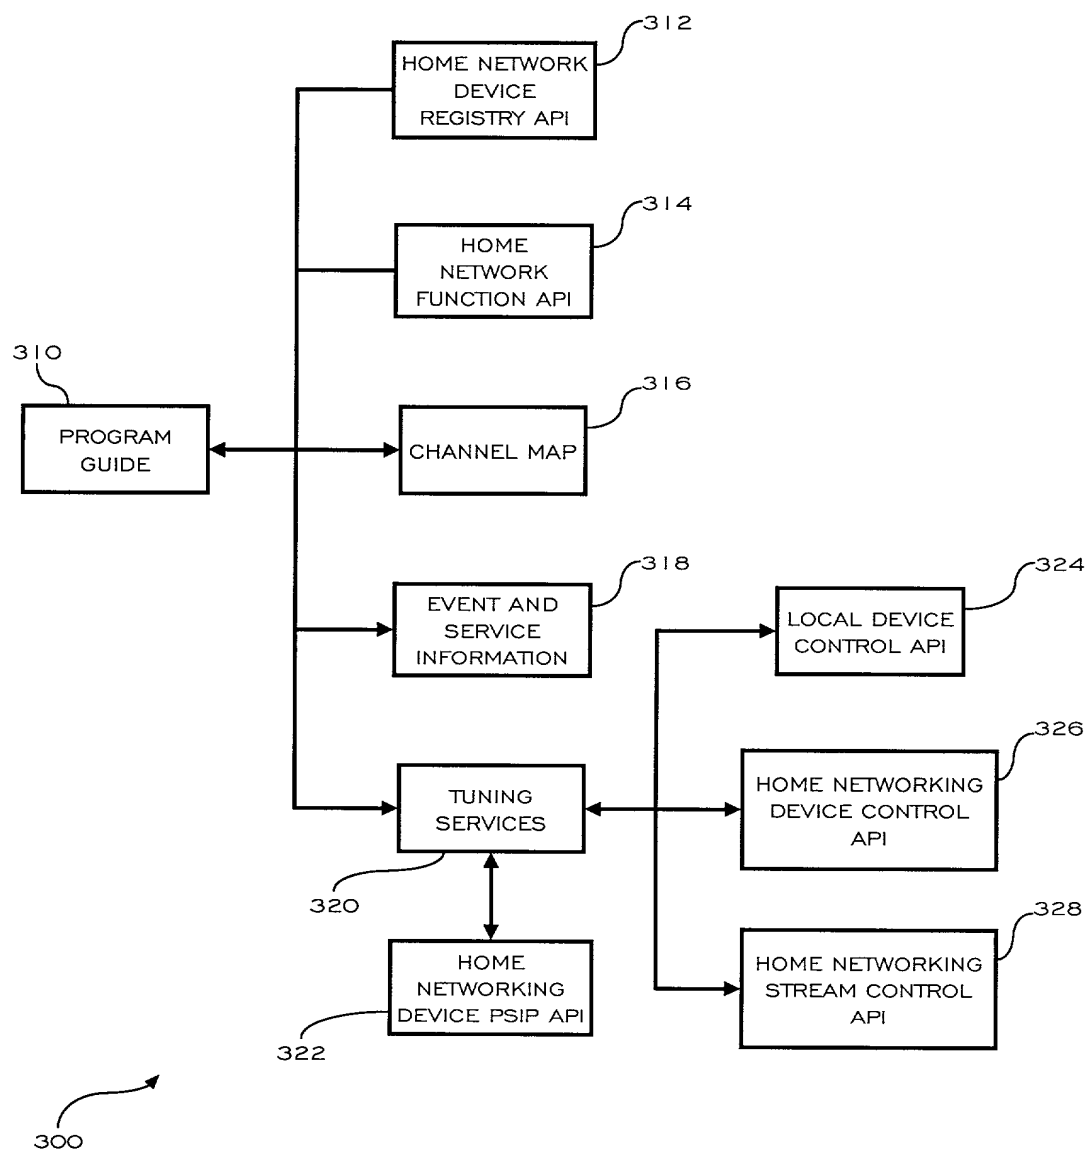 312
HOME NETWORK
DEVICE
REGISTRY API
314
HOME
NETWORK
FUNCTION API
310
PROGRAM
GUIDE
316
CHANNEL MAP
318
EVENT AND
SERVICE
INFORMATION
324
LOCAL DEVICE
CONTROL API
320
TUNING
SERVICES
326
HOME NETWORKING
DEVICE CONTROL
API
322
HOME
NETWORKING
DEVICE PSIP API
328
HOME NETWORKING
STREAM CONTROL
API
300